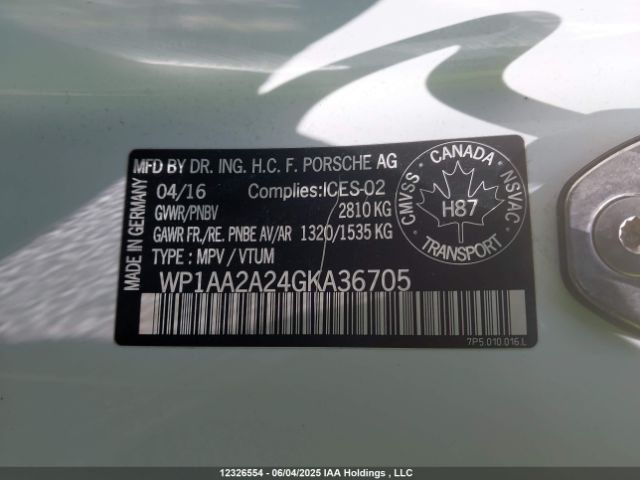 MFD BY DR. ING. H.C. F. PORSCHE AG
04/16 Complies:ICES-02
GWWR/PNBV 2810 KG
GAWR FR./RE. PNBE AV/AR 1320/1535 KG
TYPE : MPV / VTUM
WP1AA2A24GKA36705
MADE IN GERMANY
CANADA
CMVSS
NSVAC
H87
TRANSPORT
7P5.010.016.L
12326554 - 06/04/2025 IAA Images , LLC